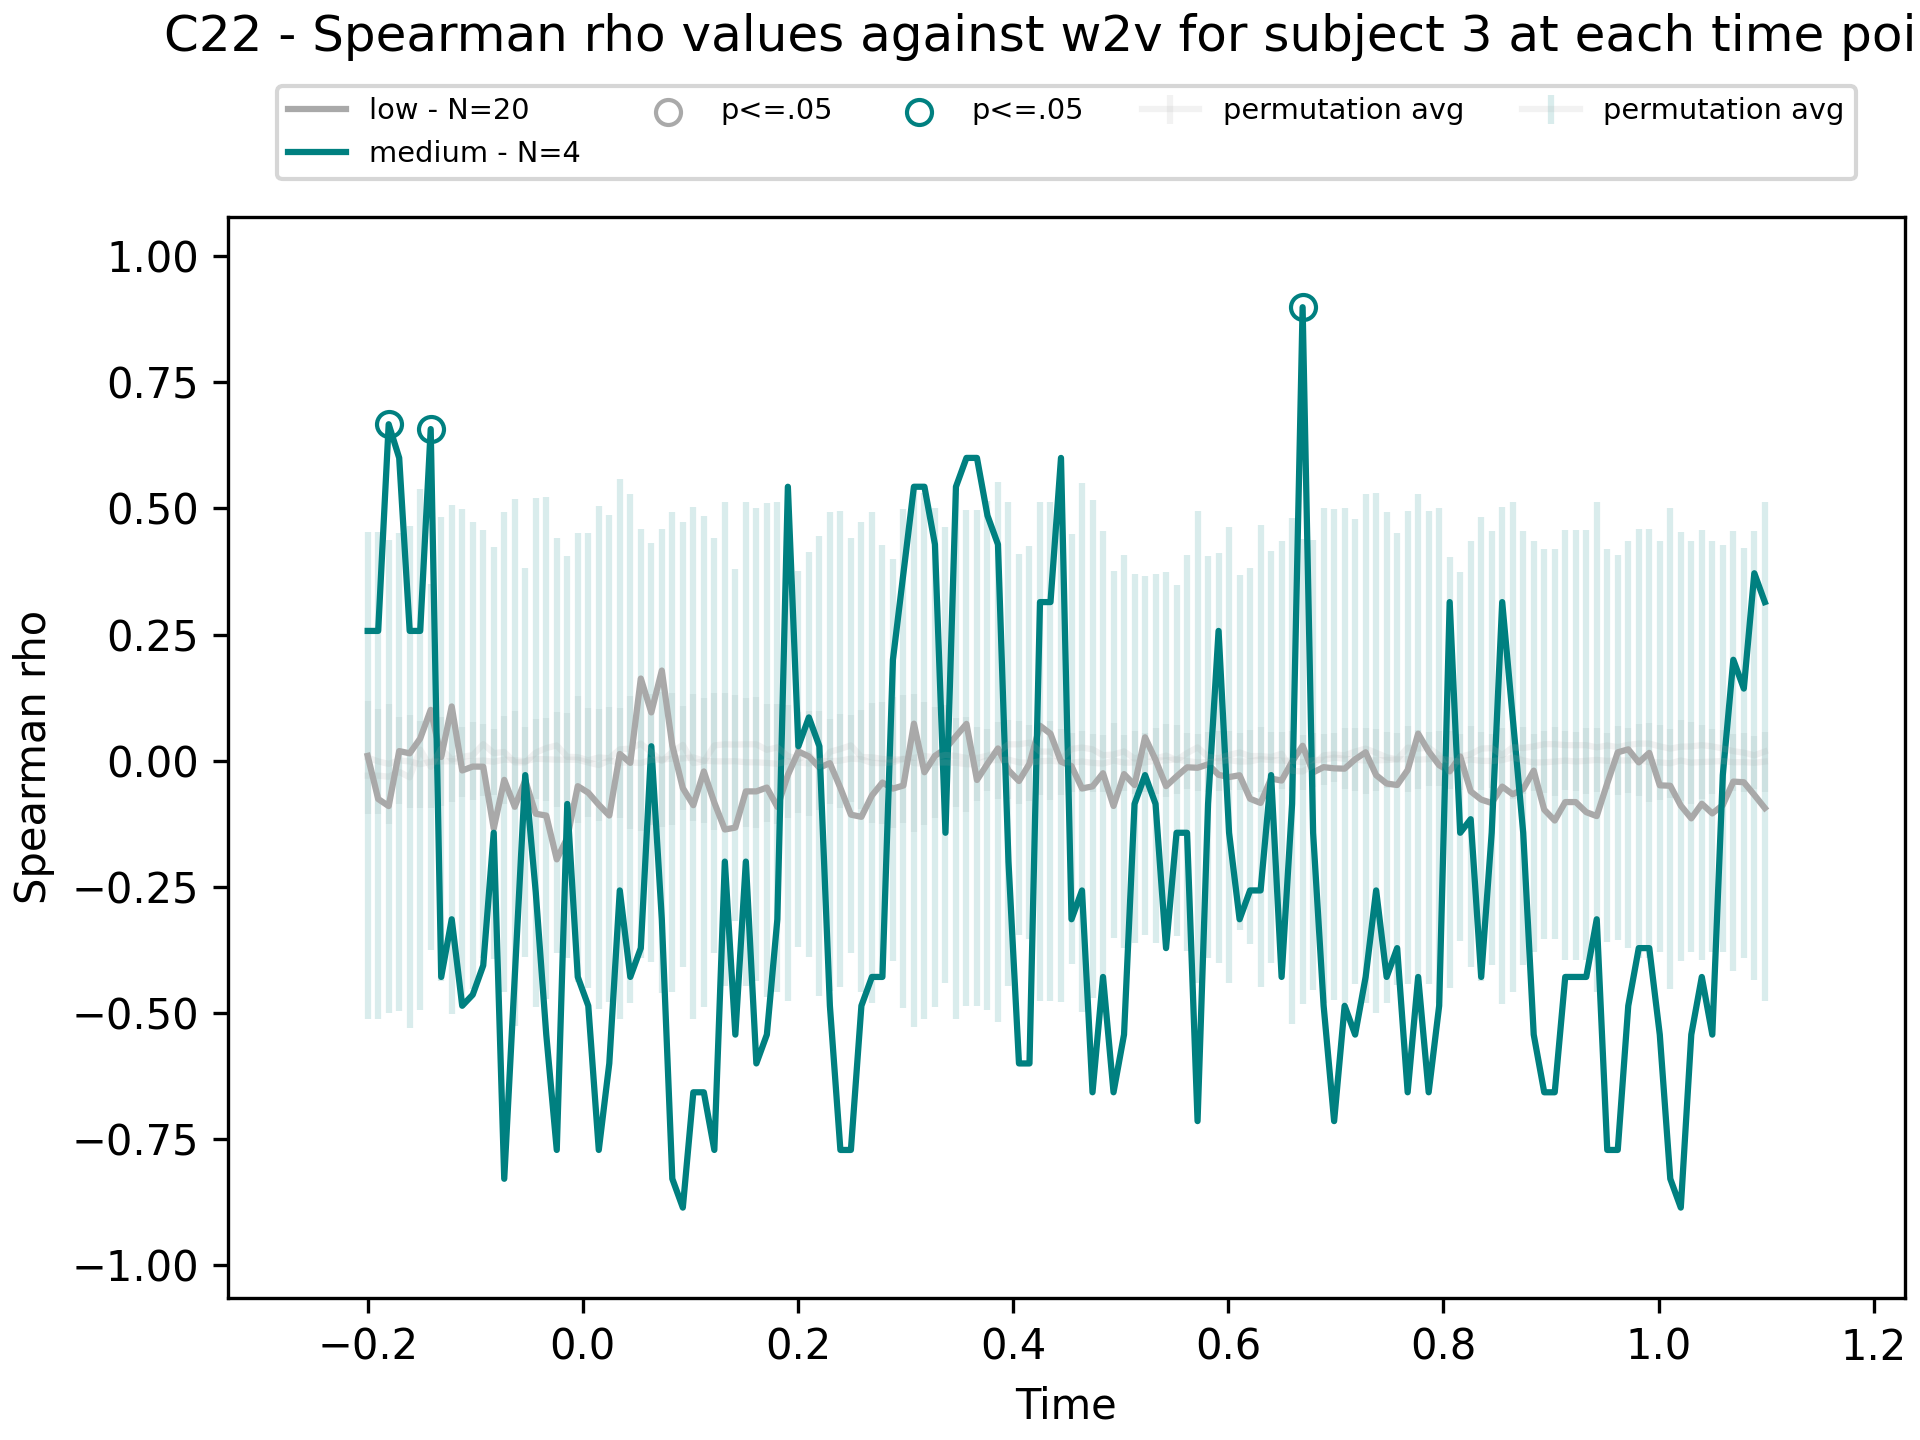 C22 - Spearman rho values against w2v for subject 3 at each time poi
low - N=20
medium - N=4
p<=.05
p<=.05
permutation avg
permutation avg
Spearman rho
1.00
0.75
0.50
0.25
0.00
−0.25
−0.50
−0.75
−1.00
−0.2 0.0 0.2 0.4 0.6 0.8 1.0 1.2
Time